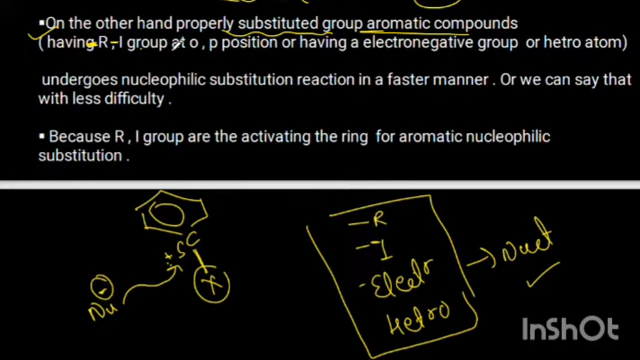 ▪On the other hand properly substituted group aromatic compounds
( having -R -I group at o , p position or having a electronegative group or hetro atom)
undergoes nucleophilic substitution reaction in a faster manner . Or we can say that
with less difficulty .
▪ Because R , I group are the activating the ring for aromatic nucleophilic
substitution .
-R
-I
-Electr
Hetro
δ+ C
X
Nu
InShOt